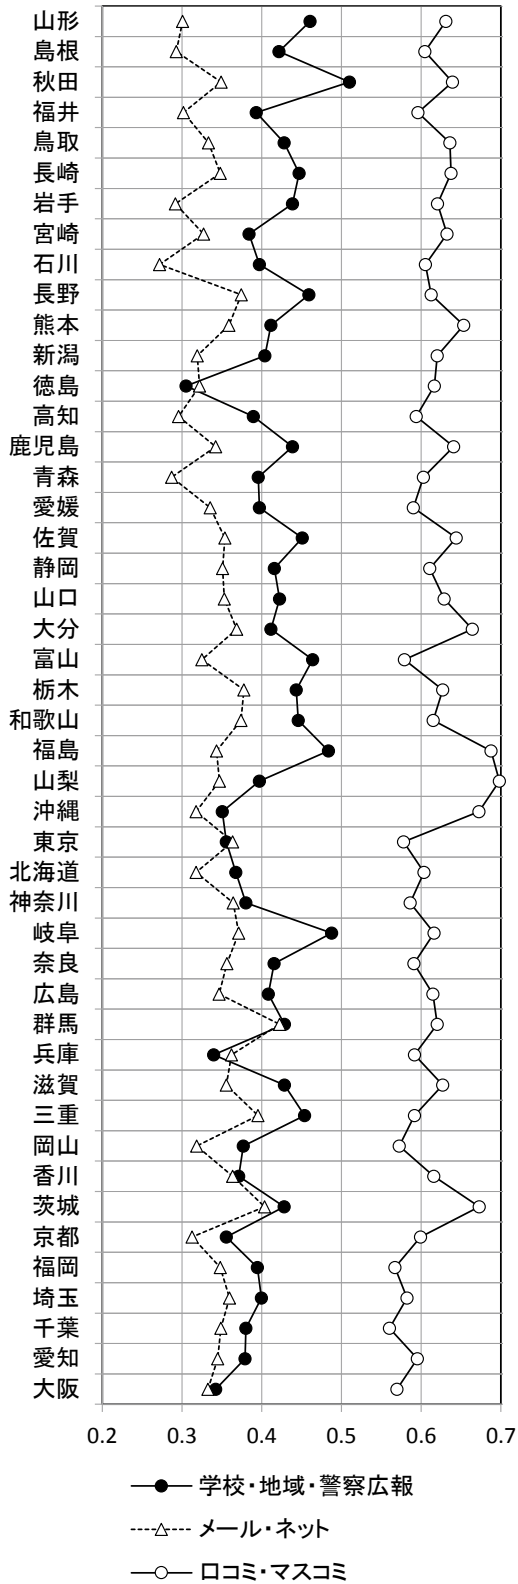 山形
島根
秋田
福井
鳥取
長崎
岩手
宮崎
石川
長野
熊本
新潟
徳島
高知
鹿児島
青森
愛媛
佐賀
静岡
山口
大分
富山
栃木
和歌山
福島
山梨
沖縄
東京
北海道
神奈川
岐阜
奈良
広島
群馬
兵庫
滋賀
三重
岡山
香川
茨城
京都
福岡
埼玉
千葉
愛知
大阪
0.2 0.3 0.4 0.5 0.6 0.7
学校・地域・警察広報
メール・ネット
口コミ・マスコミ